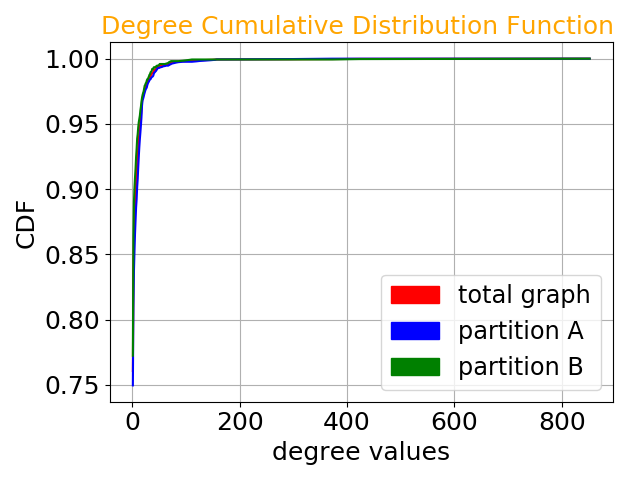 Degree Cumulative Distribution Function
1.00
0.95
0.90
0.85
0.80
0.75
CDF
total graph
partition A
partition B
0 200 400 600 800
degree values